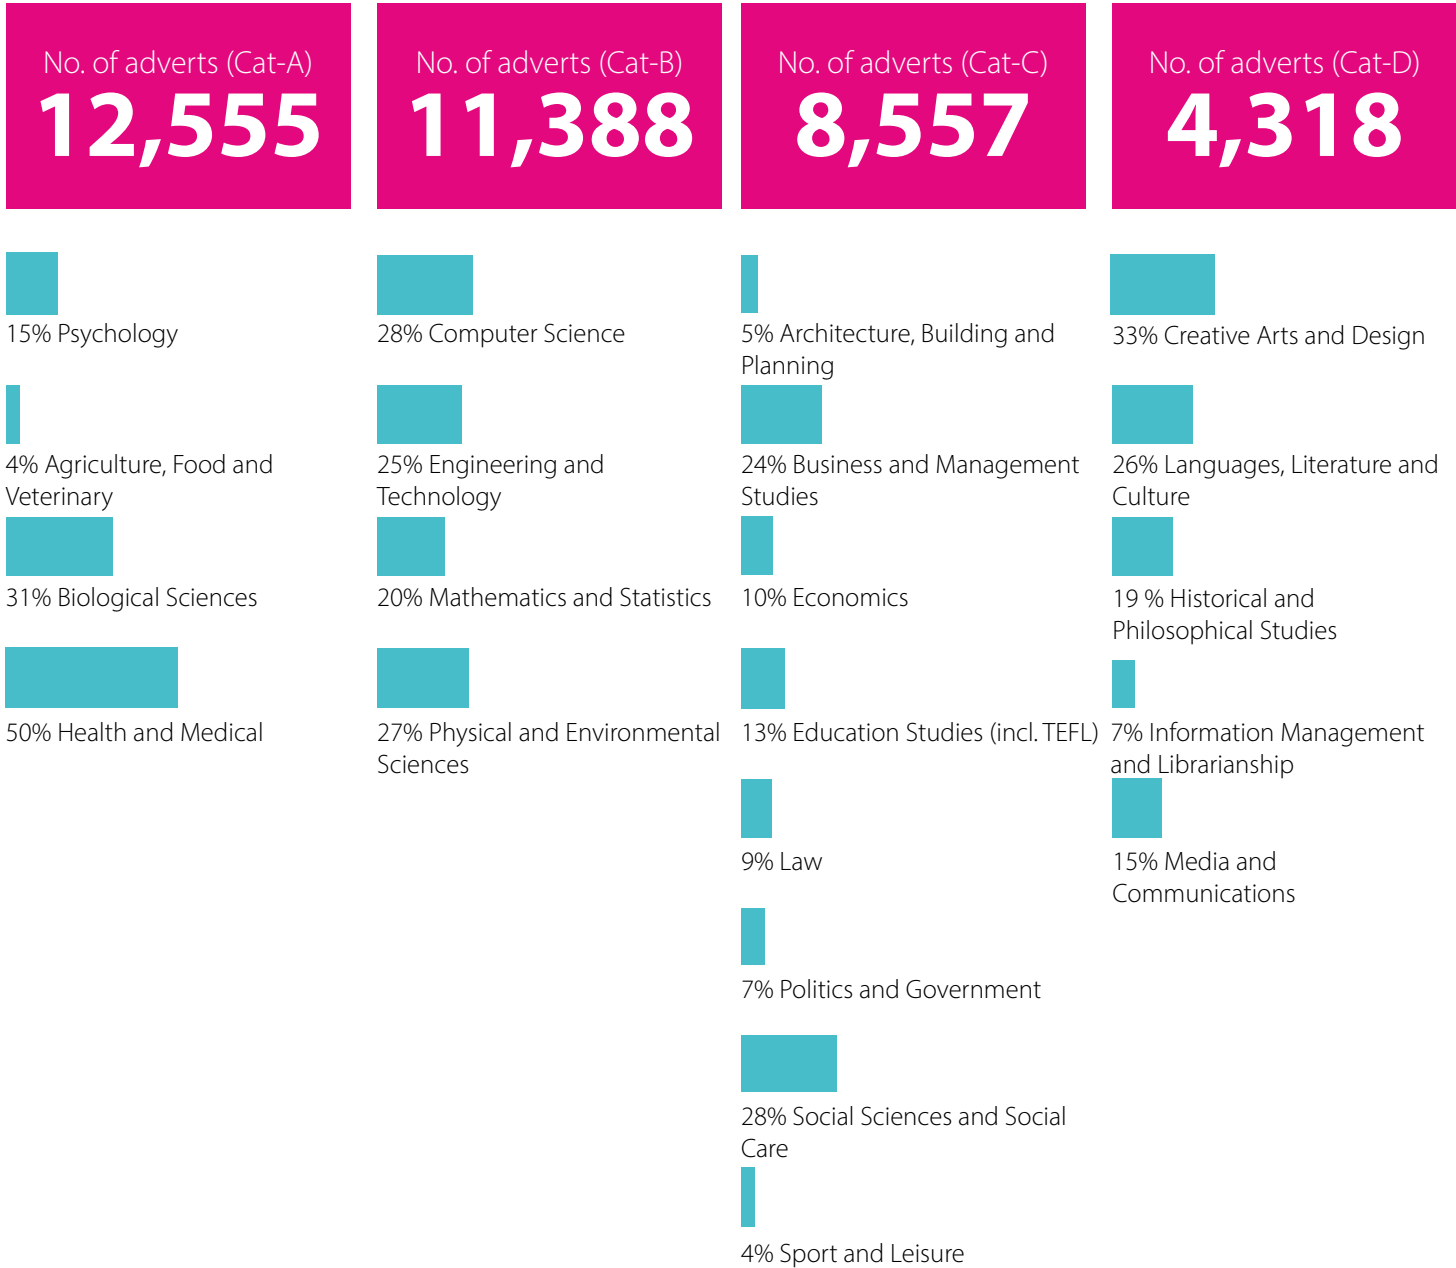 No. of adverts (Cat-A)
12,555
15% Psychology
4% Agriculture, Food and
Veterinary
31% Biological Sciences
50% Health and Medical
No. of adverts (Cat-B)
11,388
28% Computer Science
25% Engineering and
Technology
20% Mathematics and Statistics
27% Physical and Environmental
Sciences
No. of adverts (Cat-C)
8,557
5% Architecture, Building and
Planning
24% Business and Management
Studies
10% Economics
13% Education Studies (incl. TEFL)
9% Law
7% Politics and Government
28% Social Sciences and Social
Care
4% Sport and Leisure
No. of adverts (Cat-D)
4,318
33% Creative Arts and Design
26% Languages, Literature and
Culture
19 % Historical and
Philosophical Studies
7% Information Management
and Librarianship
15% Media and
Communications